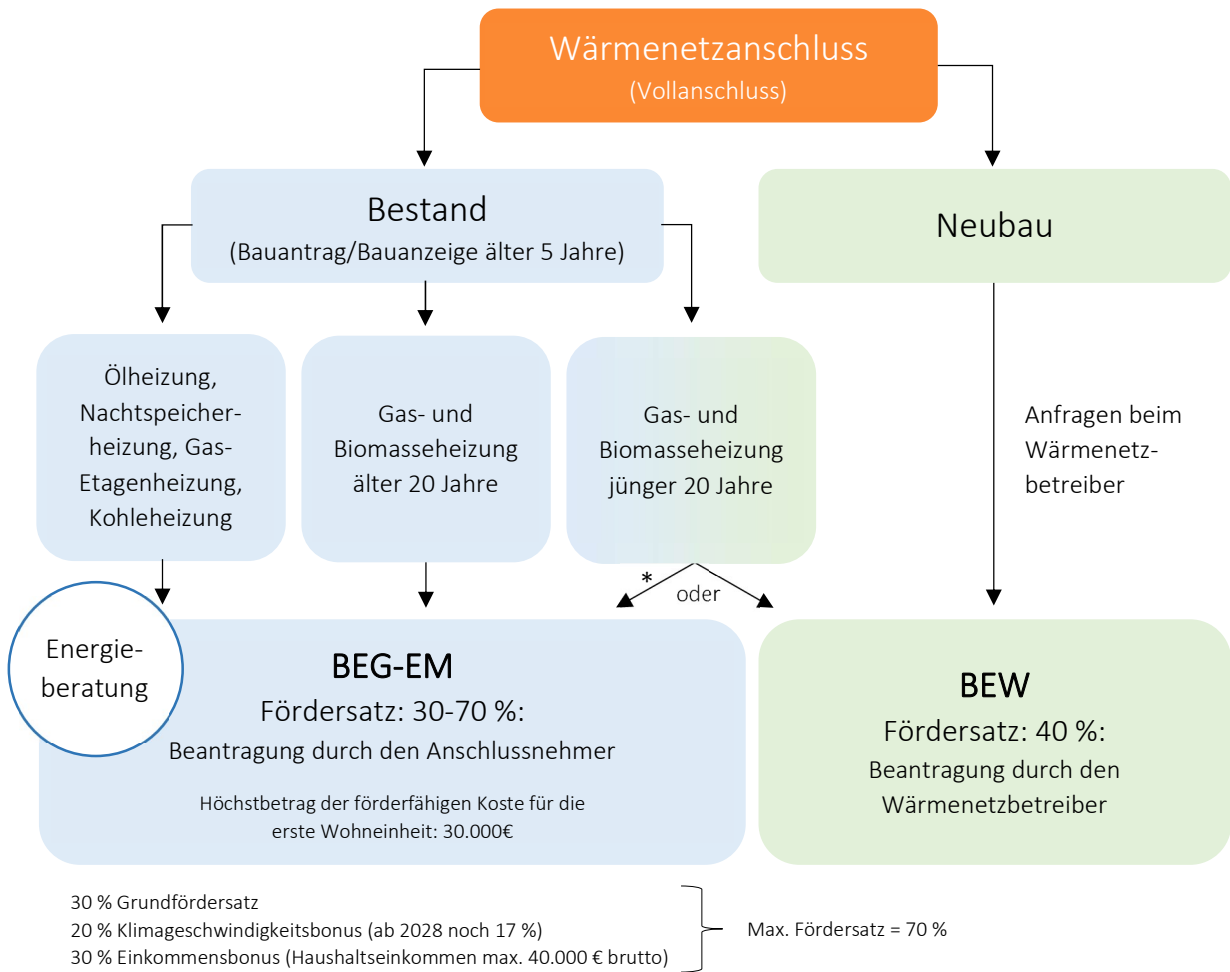 Wärmenetzanschluss
(Vollanschluss)
Bestand
(Bauantrag/Bauanzeige älter 5 Jahre)
Neubau
Ölheizung,
Nachtspeicher-
heizung, Gas-
Etagenheizung,
Kohleheizung
Gas- und
Biomasseheizung
älter 20 Jahre
Gas- und
Biomasseheizung
jünger 20 Jahre
Anfragen beim
Wärmenetz-
betreiber
* oder
Energie-
beratung
BEG-EM
Fördersatz: 30-70 %:
Beantragung durch den Anschlussnehmer
Höchstbetrag der förderfähigen Koste für die
erste Wohneinheit: 30.000€
BEW
Fördersatz: 40 %:
Beantragung durch den
Wärmenetzbetreiber
30 % Grundfördersatz
20 % Klimageschwindigkeitsbonus (ab 2028 noch 17 %)
30 % Einkommensbonus (Haushaltseinkommen max. 40.000 € brutto)
Max. Fördersatz = 70 %